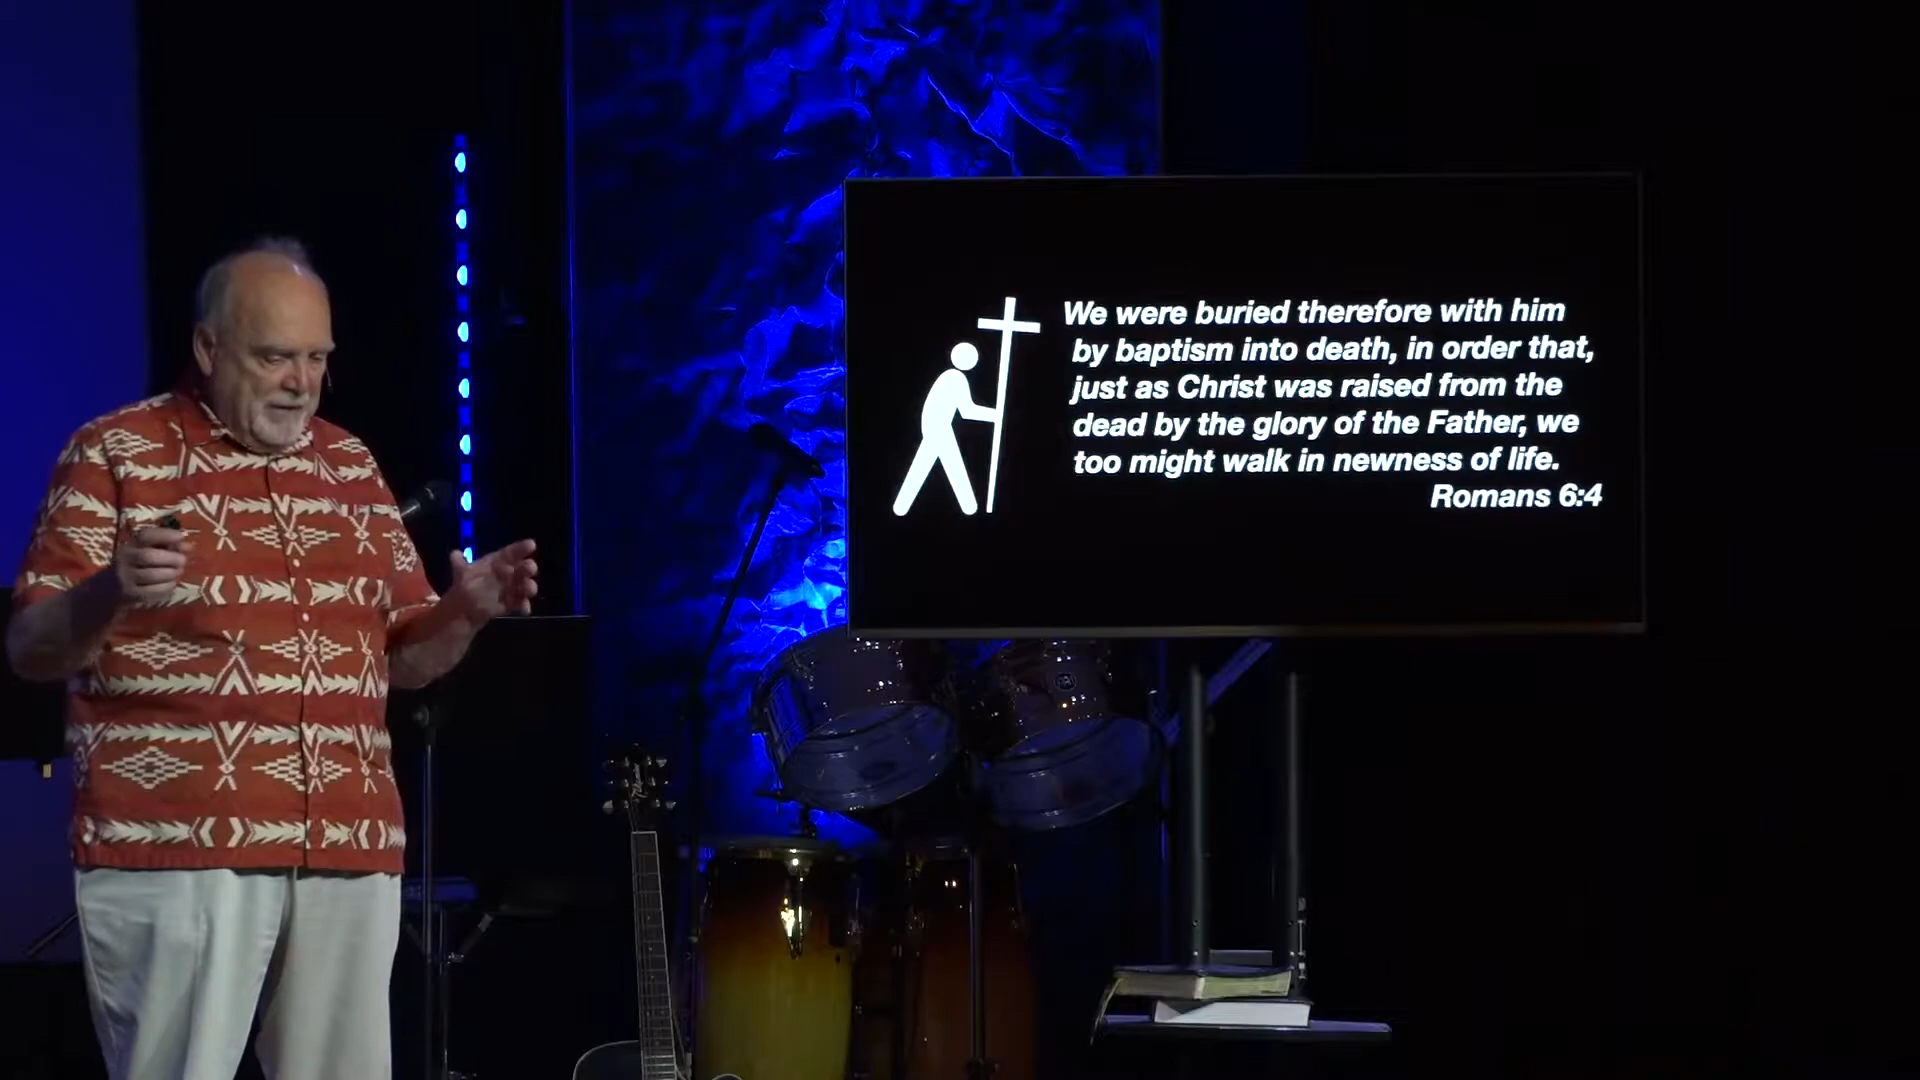 We were buried therefore with him
by baptism into death, in order that,
just as Christ was raised from the
dead by the glory of the Father, we
too might walk in newness of life.
Romans 6:4